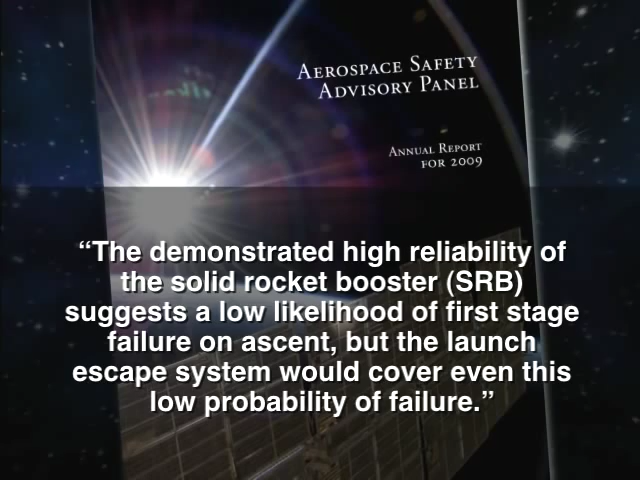 AEROSPACE SAFETY
ADVISORY PANEL
ANNUAL REPORT
FOR 2009
“The demonstrated high reliability of
the solid rocket booster (SRB)
suggests a low likelihood of first stage
failure on ascent, but the launch
escape system would cover even this
low probability of failure.”